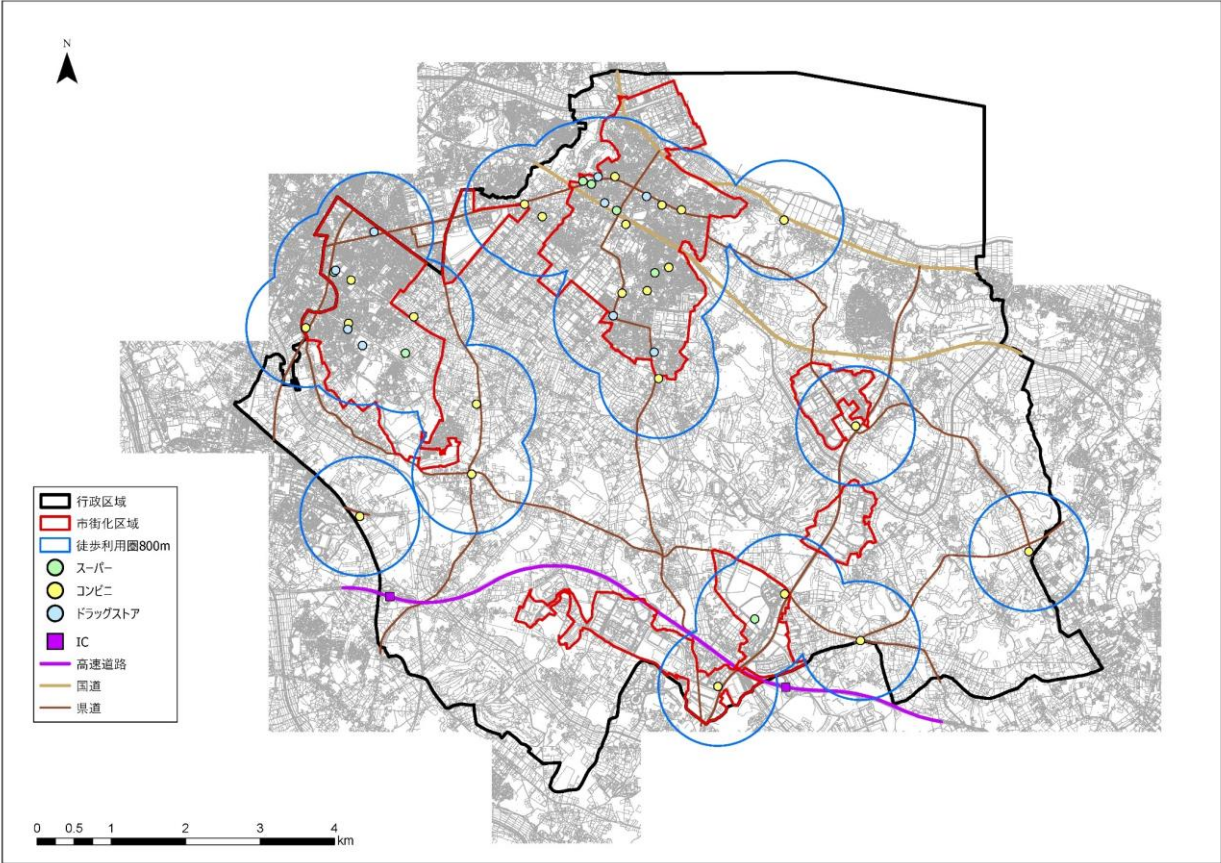 N
行政区域
市街化区域
徒歩利用圏800m
スーパー
コンビニ
ドラッグストア
IC
高速道路
国道
県道
0 0.5 1 2 3 4
km